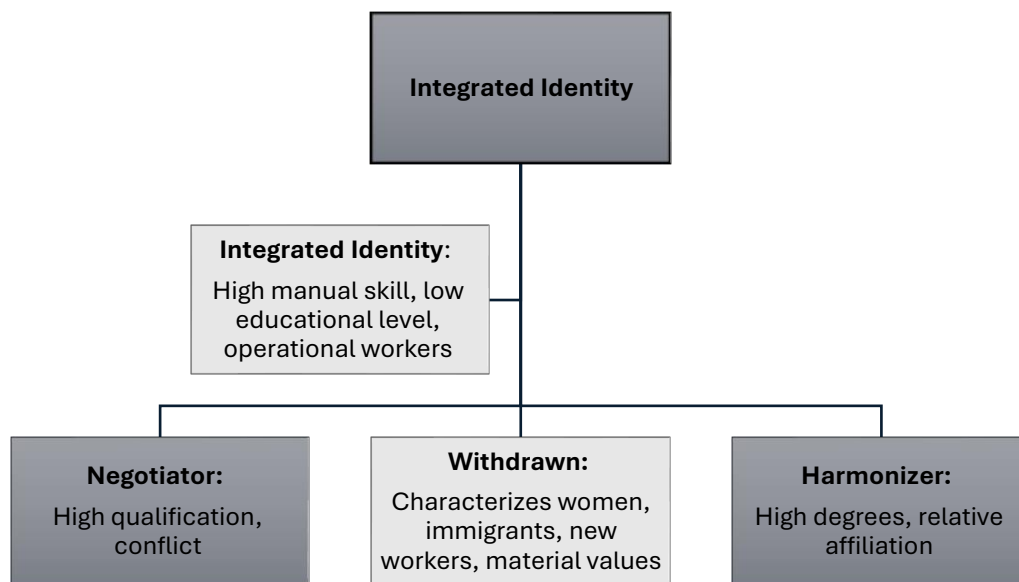 Integrated Identity
Integrated Identity:
High manual skill, low
educational level,
operational workers
Negotiator:
High qualification,
conflict
Withdrawn:
Characterizes women,
immigrants, new
workers, material values
Harmonizer:
High degrees, relative
affiliation